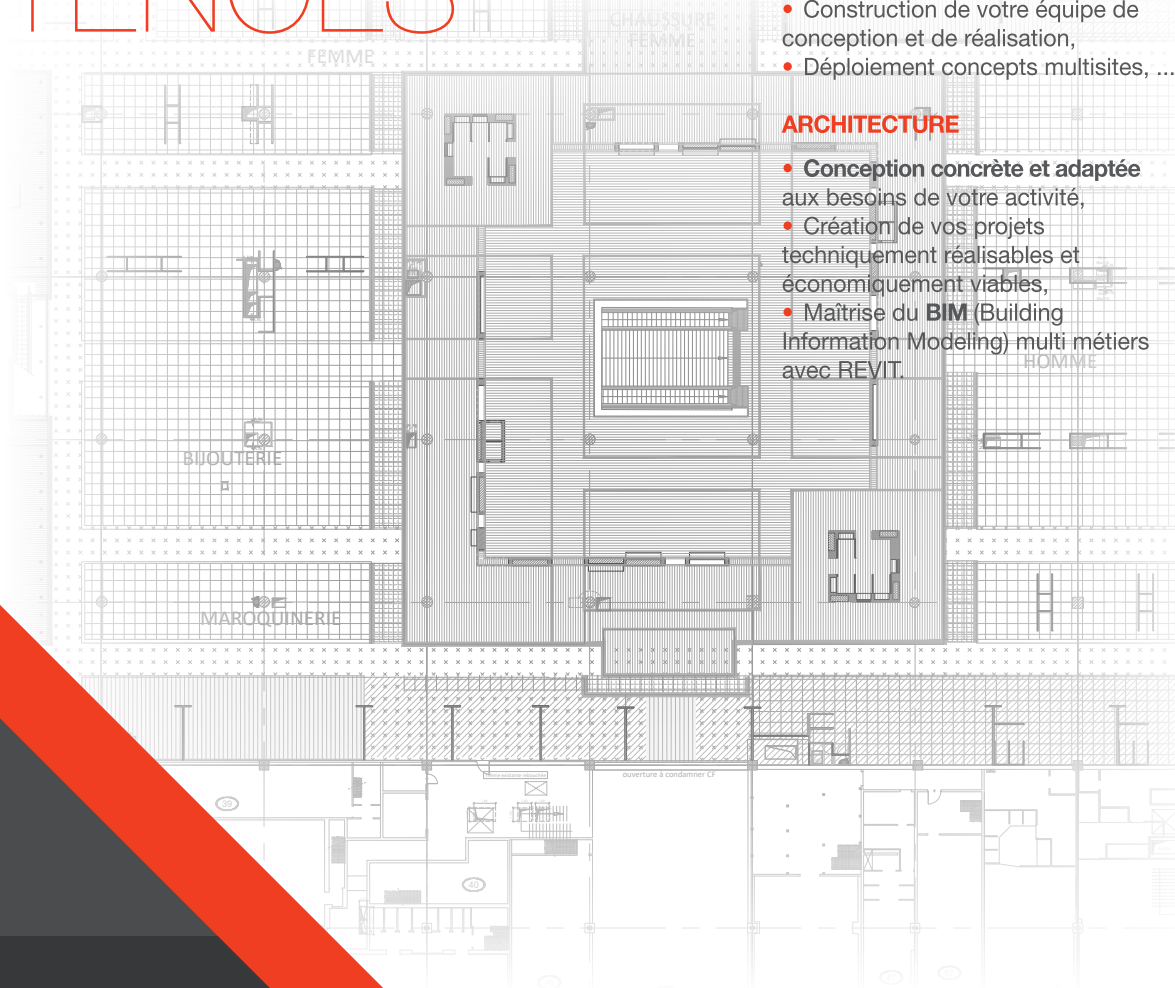 TENCES
• Construction de votre équipe de
conception et de réalisation,
• Déploiement concepts multisites, ...
ARCHITECTURE
• Conception concrète et adaptée
aux besoins de votre activité,
• Création de vos projets
techniquement réalisables et
économiquement viables,
• Maîtrise du BIM (Building
Information Modeling) multi métiers
avec REVIT.
CHAUSSURE
FEMME
FEMME
HOMME
BIJOUTERIE
MAROQUINERIE
ouverture à condamner CF
39
40